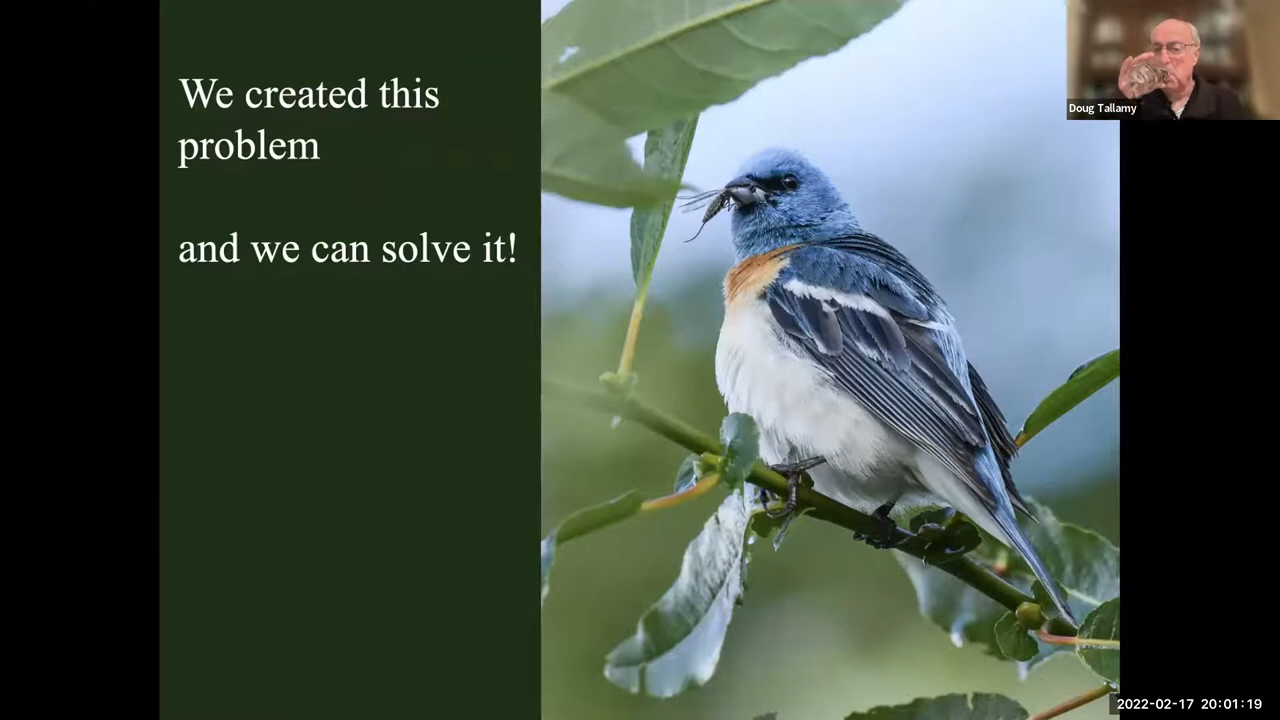 We created this
problem
and we can solve it!
Doug Tallamy
2022-02-17 20:01:19